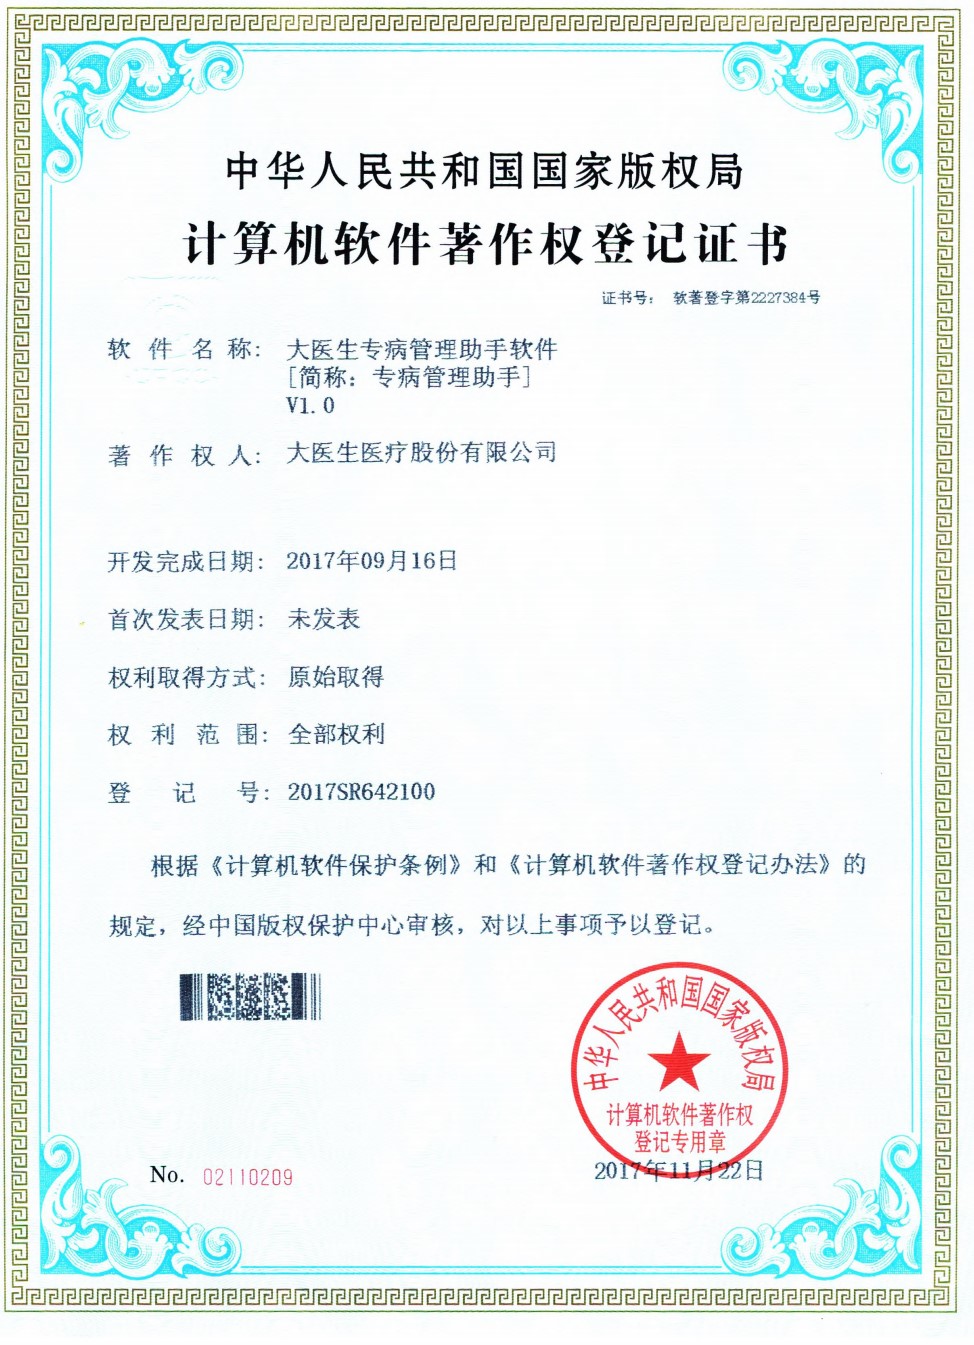 中华人民共和国国家版权局
计算机软件著作权登记证书
证书号： 软著登字第2227384号
软件名称： 大医生专病管理助手软件
[简称：专病管理助手]
V1.0
著作权人： 大医生医疗股份有限公司
开发完成日期： 2017年09月16日
首次发表日期： 未发表
权利取得方式： 原始取得
权利范围： 全部权利
登记号： 2017SR642100
根据《计算机软件保护条例》和《计算机软件著作权登记办法》的
规定，经中国版权保护中心审核，对以上事项予以登记。
中华人民共和国国家版权局
计算机软件著作权
登记专用章
No. 02110209
2017年11月22日